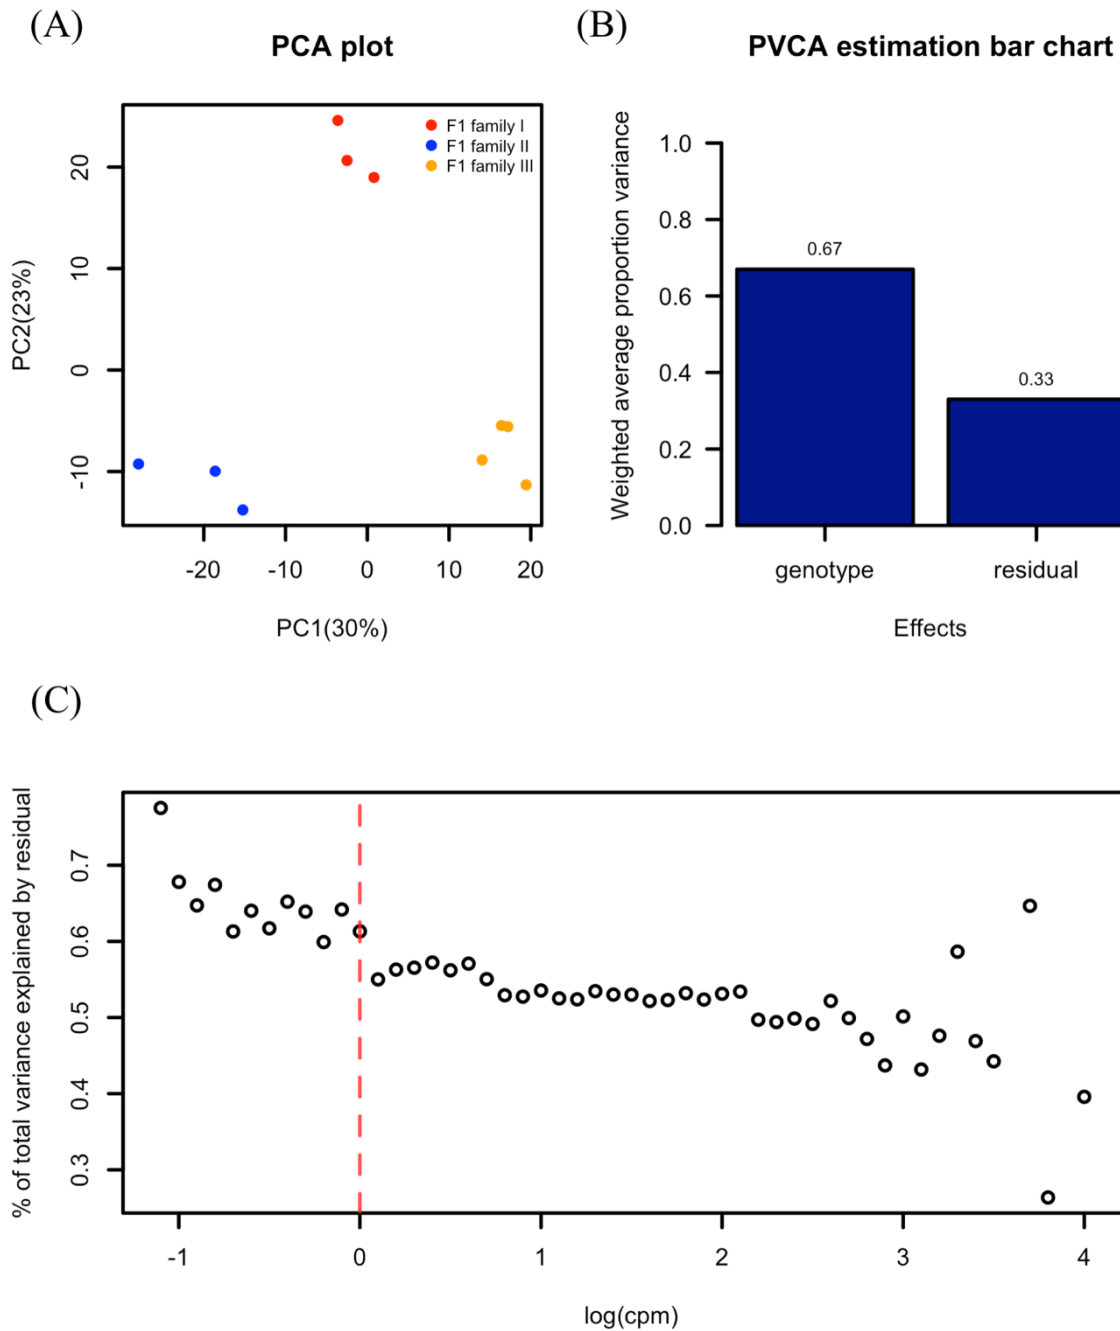 (A)
PCA plot
F1 family I
F1 family II
F1 family III
PC2(23%)
20
10
0
-10
-20
-10
0
10
20
PC1(30%)
(B)
PVCA estimation bar chart
Weighted average proportion variance
1.0
0.8
0.6
0.4
0.2
0.0
0.67
0.33
genotype
residual
Effects
(C)
% of total variance explained by residual
0.7
0.6
0.5
0.4
0.3
-1
0
1
2
3
4
log(cpm)